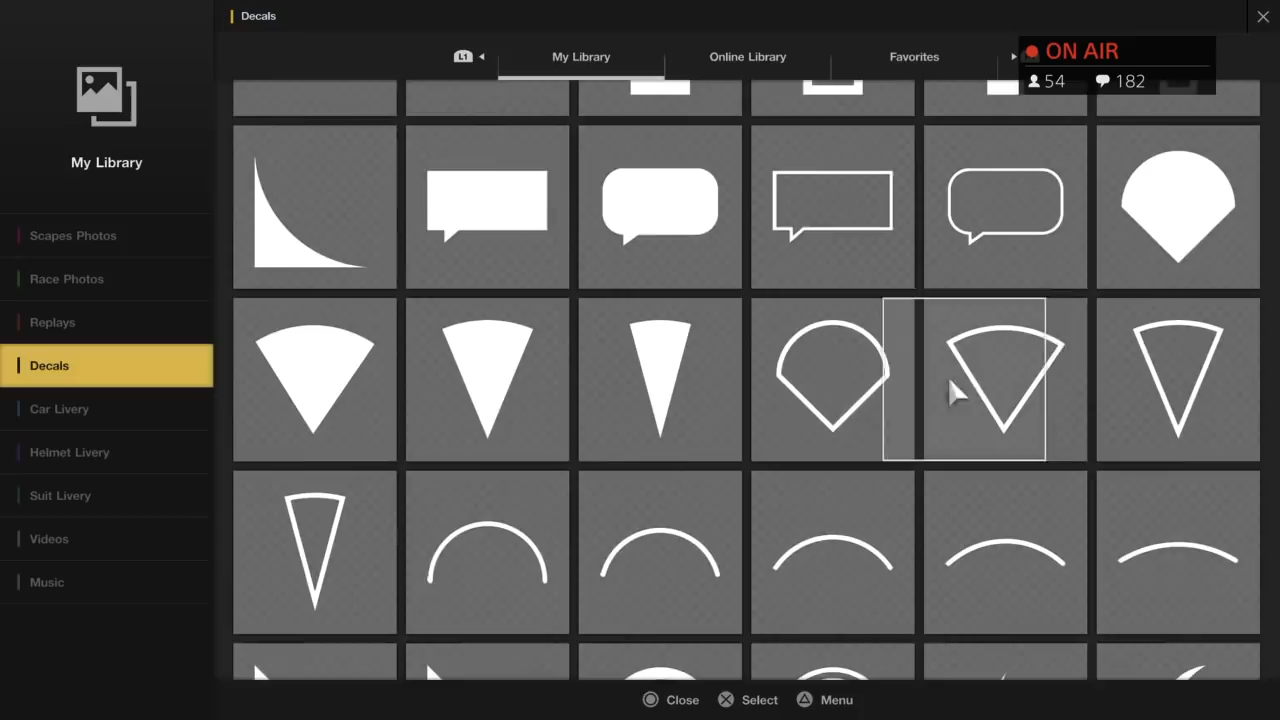 Decals
L1
My Library
Online Library
Favorites
ON AIR
54
182
My Library
Scapes Photos
Race Photos
Replays
Decals
Car Livery
Helmet Livery
Suit Livery
Videos
Music
Close
Select
Menu